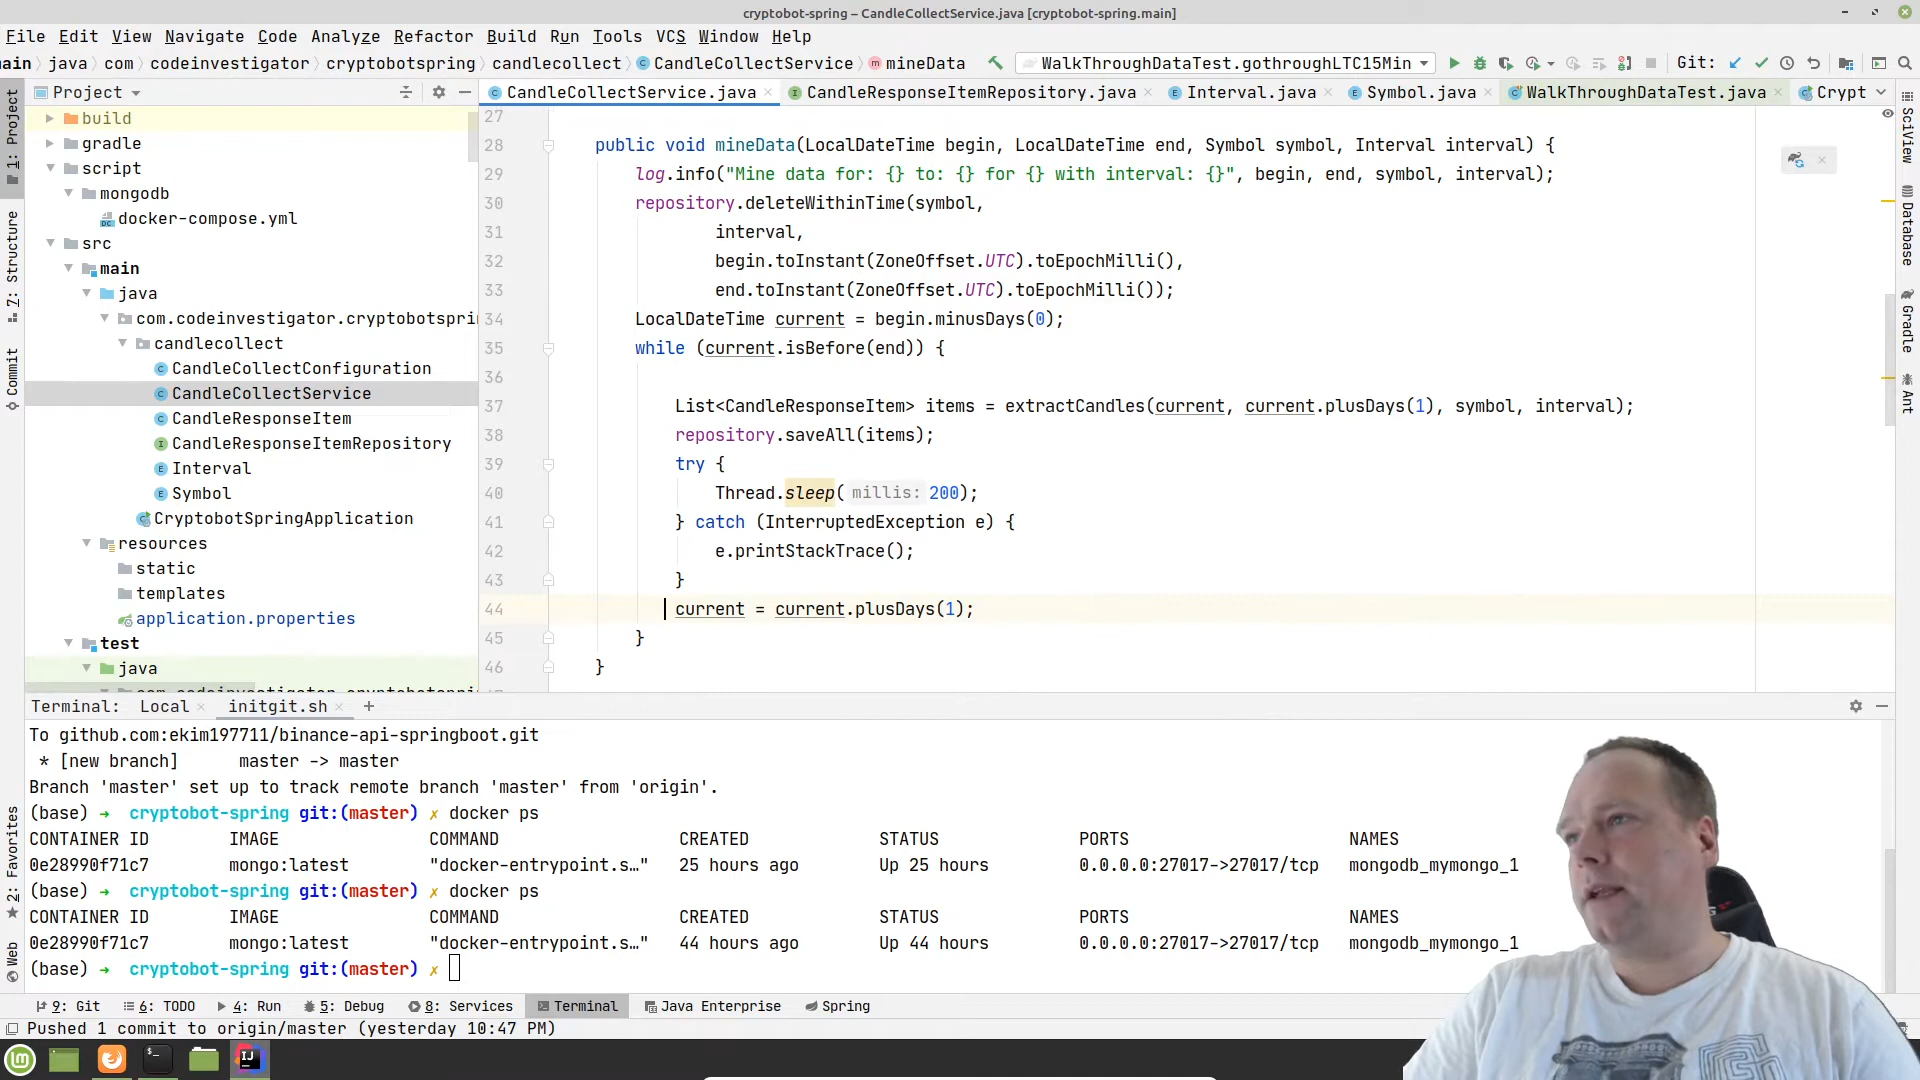 cryptobot-spring – CandleCollectService.java [cryptobot-spring.main]
File Edit View Navigate Code Analyze Refactor Build Run Tools VCS Window Help
main java com codeinvestigator cryptobotspring candlecollect CandleCollectService mineData WalkThroughDataTest.gothroughLTC15Min Git:
Project CandleCollectService.java CandleResponseItemRepository.java Interval.java Symbol.java WalkThroughDataTest.java Crypt
1: Project
7: Structure
Commit
2: Favorites
Web
build
gradle
script
mongodb
docker-compose.yml
src
main
java
com.codeinvestigator.cryptobotsprin
candlecollect
CandleCollectConfiguration
CandleCollectService
CandleResponseItem
CandleResponseItemRepository
Interval
Symbol
CryptobotSpringApplication
resources
static
templates
application.properties
test
java
27
28 public void mineData(LocalDateTime begin, LocalDateTime end, Symbol symbol, Interval interval) {
29 log.info("Mine data for: {} to: {} for {} with interval: {}", begin, end, symbol, interval);
30 repository.deleteWithinTime(symbol,
31 interval,
32 begin.toInstant(ZoneOffset.UTC).toEpochMilli(),
33 end.toInstant(ZoneOffset.UTC).toEpochMilli());
34 LocalDateTime current = begin.minusDays(0);
35 while (current.isBefore(end)) {
36
37 List<CandleResponseItem> items = extractCandles(current, current.plusDays(1), symbol, interval);
38 repository.saveAll(items);
39 try {
40 Thread.sleep( millis: 200);
41 } catch (InterruptedException e) {
42 e.printStackTrace();
43 }
44 current = current.plusDays(1);
45 }
46 }
SciView
Database
Gradle
Ant
Terminal: Local initgit.sh
To github.com:ekim197711/binance-api-springboot.git
* [new branch] master -> master
Branch 'master' set up to track remote branch 'master' from 'origin'.
(base) ➜ cryptobot-spring git:(master) ✗ docker ps
CONTAINER ID IMAGE COMMAND CREATED STATUS PORTS NAMES
0e28990f71c7 mongo:latest "docker-entrypoint.s…" 25 hours ago Up 25 hours 0.0.0.0:27017->27017/tcp mongodb_mymongo_1
(base) ➜ cryptobot-spring git:(master) ✗ docker ps
CONTAINER ID IMAGE COMMAND CREATED STATUS PORTS NAMES
0e28990f71c7 mongo:latest "docker-entrypoint.s…" 44 hours ago Up 44 hours 0.0.0.0:27017->27017/tcp mongodb_mymongo_1
(base) ➜ cryptobot-spring git:(master) ✗
9: Git 6: TODO 4: Run 5: Debug 8: Services Terminal Java Enterprise Spring
Pushed 1 commit to origin/master (yesterday 10:47 PM)